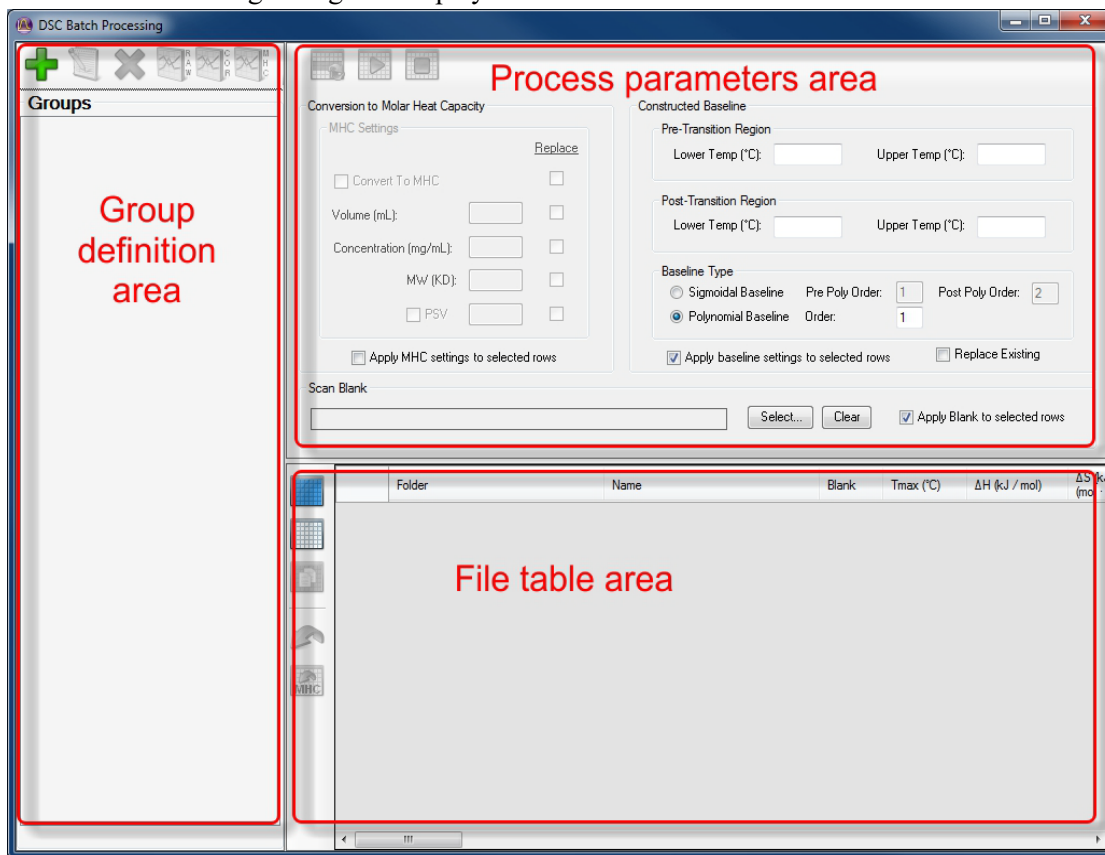 DSC Batch Processing
RAW COR MHC
Groups
Group
definition
area
Process parameters area
Conversion to Molar Heat Capacity
MHC Settings
Replace
Convert To MHC
Volume (mL):
Concentration (mg/mL):
MW (KD):
PSV
Apply MHC settings to selected rows
Constructed Baseline
Pre-Transition Region
Lower Temp (°C): Upper Temp (°C):
Post-Transition Region
Lower Temp (°C): Upper Temp (°C):
Baseline Type
Sigmoidal Baseline Pre Poly Order: 1 Post Poly Order: 2
Polynomial Baseline Order: 1
Apply baseline settings to selected rows Replace Existing
Scan Blank
Select... Clear Apply Blank to selected rows
Folder Name Blank Tmax (°C) ΔH (kJ / mol) ΔS
(mol
File table area
MHC